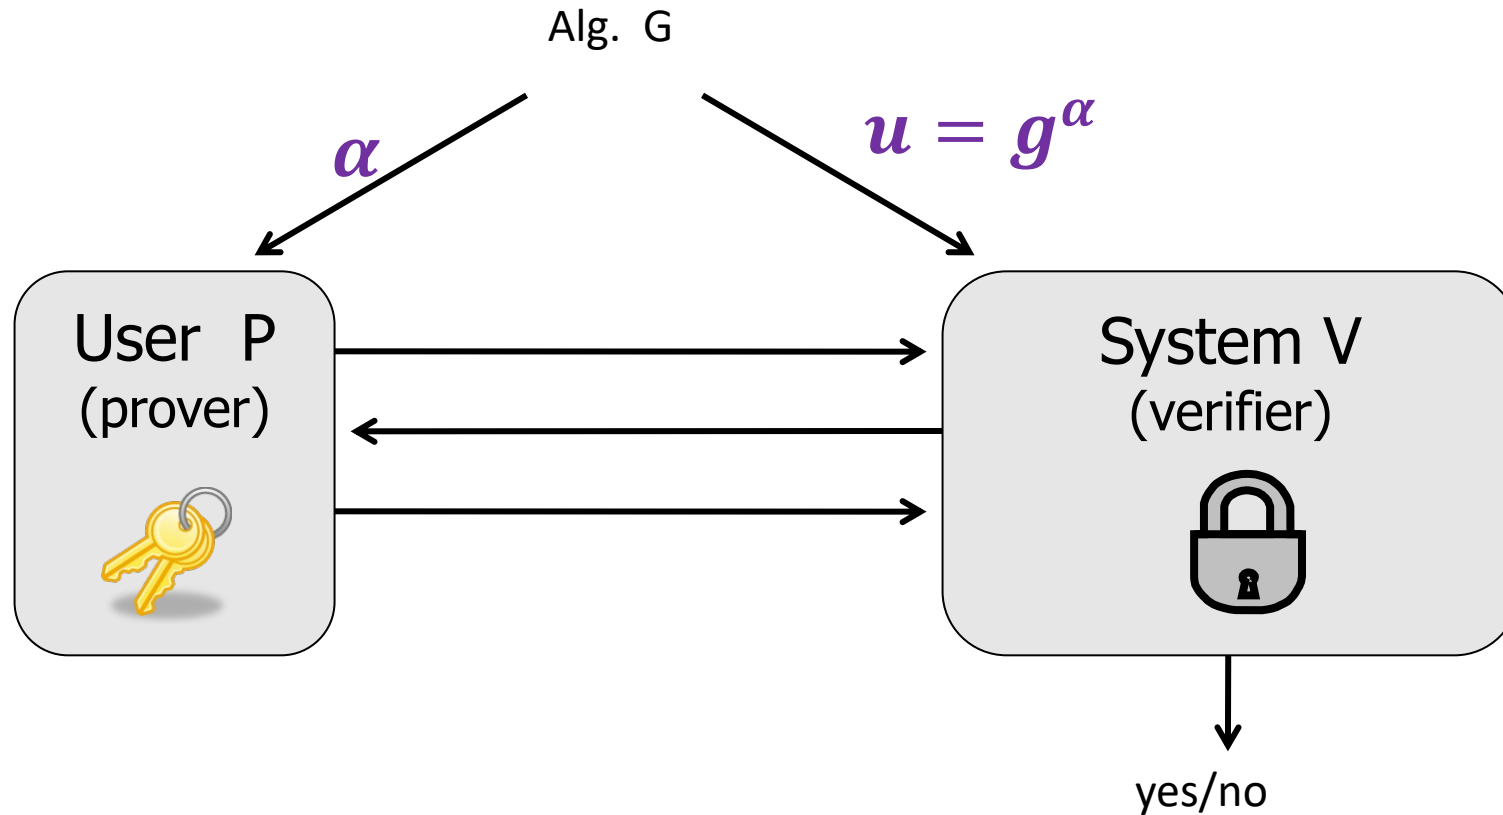 Alg. G
α
u = g^α
User P
(prover)
System V
(verifier)
yes/no